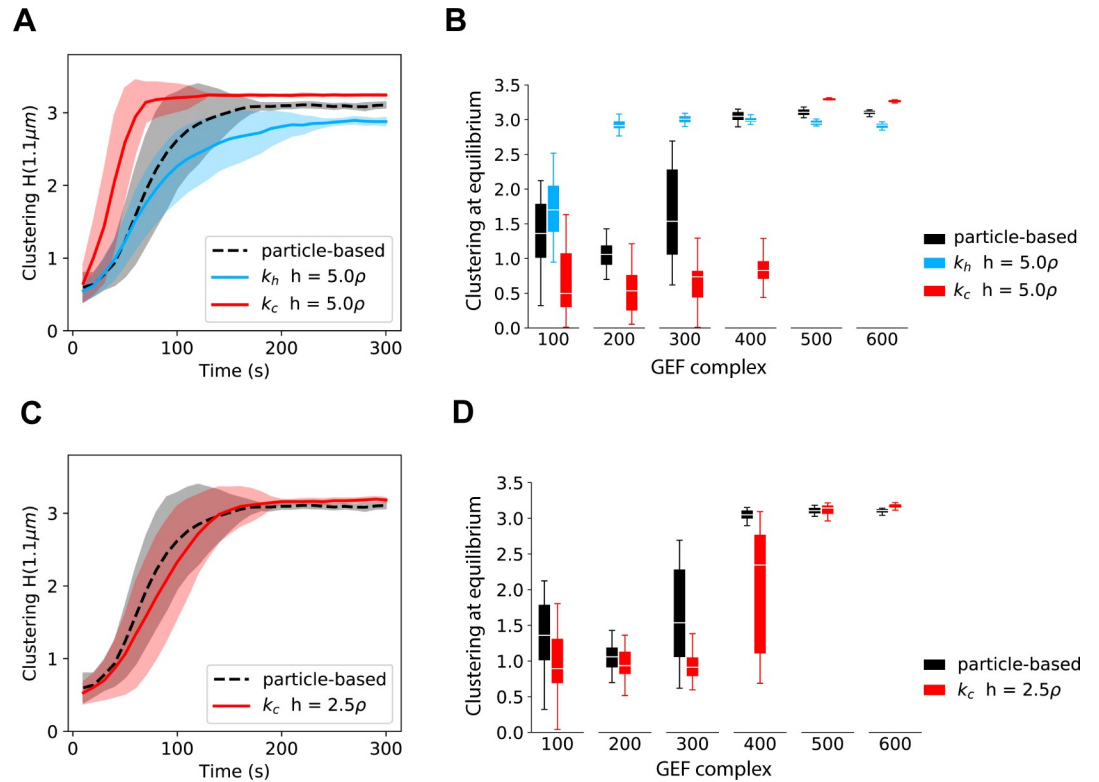 A
Clustering H(1.1μm)
3
2
1
0
0
100
200
300
Time (s)
particle-based
k_h h = 5.0ρ
k_c h = 5.0ρ
B
Clustering at equilibrium
3.5
3.0
2.5
2.0
1.5
1.0
0.5
0.0
100
200
300
400
500
600
GEF complex
particle-based
k_h h = 5.0ρ
k_c h = 5.0ρ
C
Clustering H(1.1μm)
3
2
1
0
0
100
200
300
Time (s)
particle-based
k_c h = 2.5ρ
D
Clustering at equilibrium
3.5
3.0
2.5
2.0
1.5
1.0
0.5
0.0
100
200
300
400
500
600
GEF complex
particle-based
k_c h = 2.5ρ